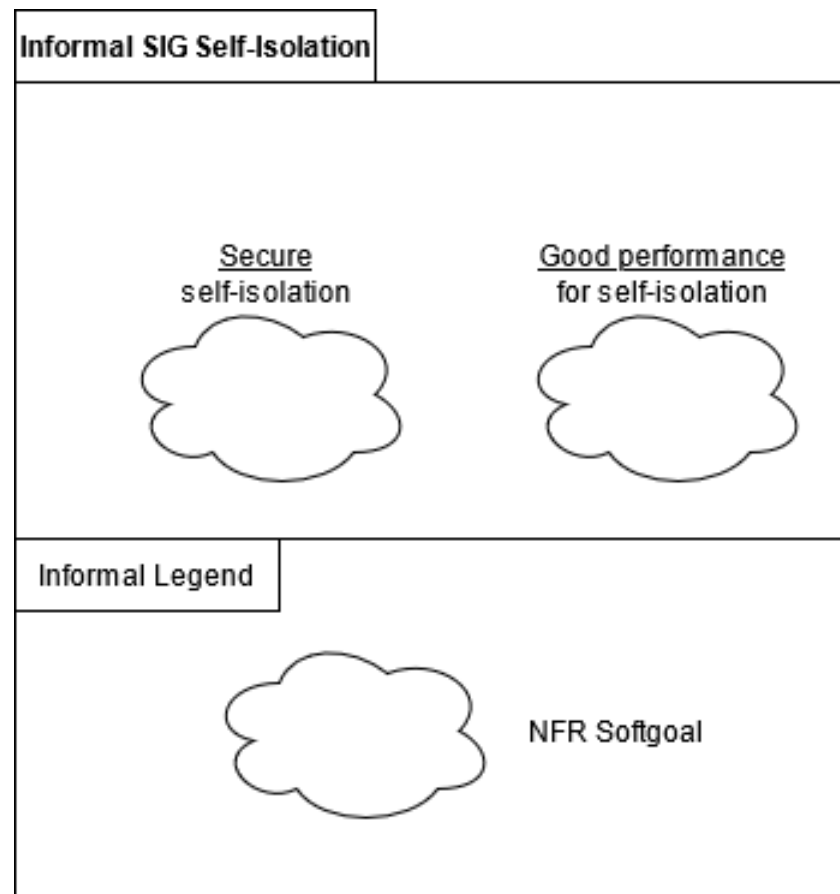 Informal SIG Self-Isolation
Secure
self-isolation
Good performance
for self-isolation
Informal Legend
NFR Softgoal